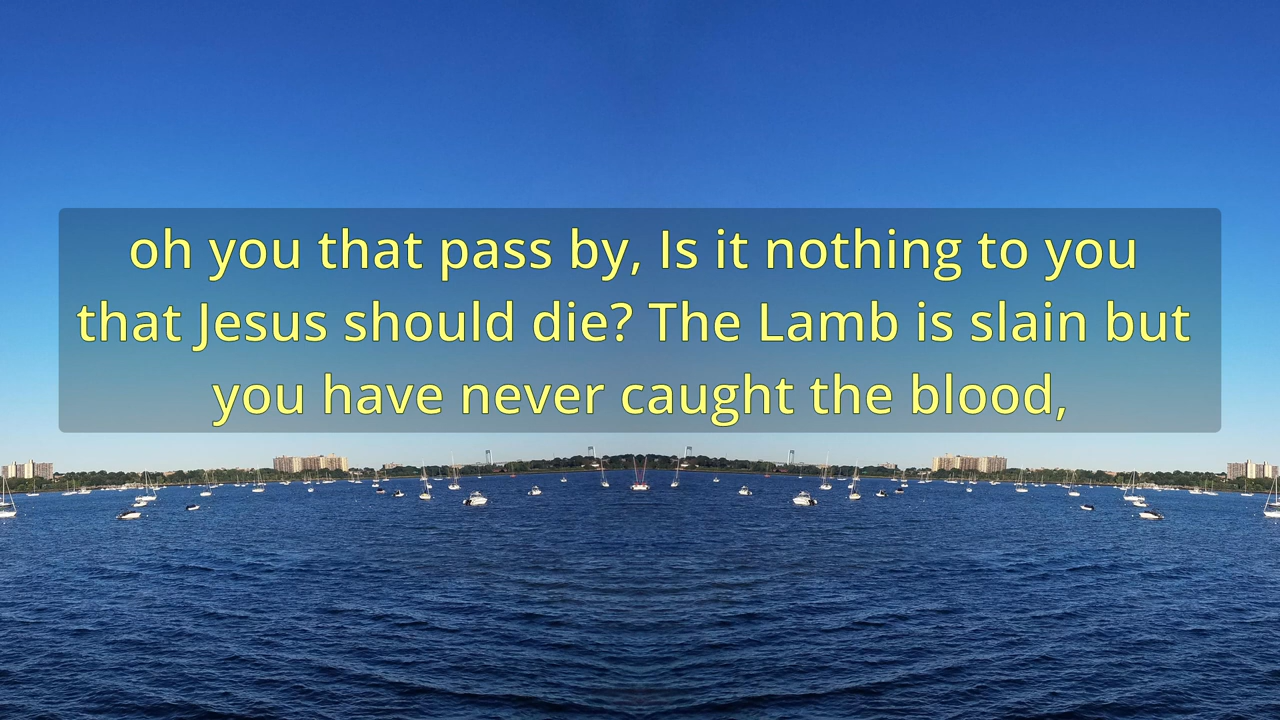 oh you that pass by, Is it nothing to you
that Jesus should die? The Lamb is slain but
you have never caught the blood,